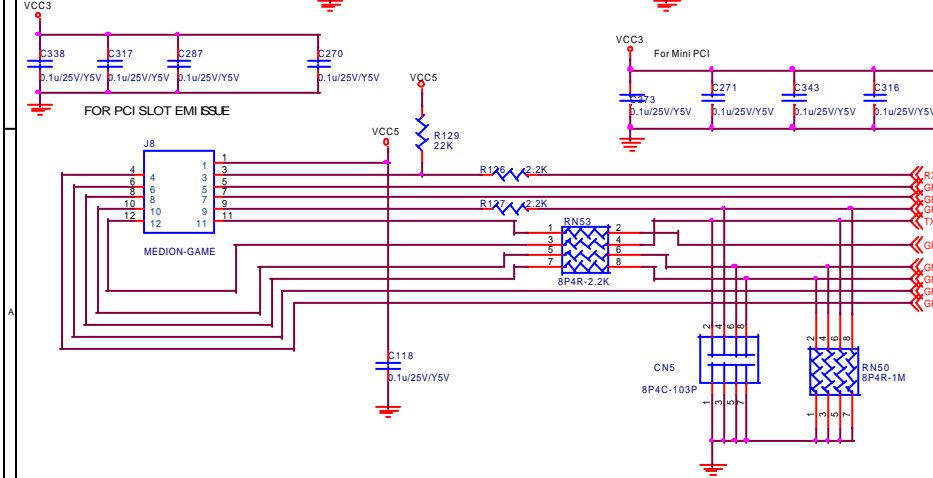 VCC3
C338
C317
C287
C270
0.1u/25V/Y5V
0.1u/25V/Y5V
0.1u/25V/Y5V
0.1u/25V/Y5V
FOR PCI SLOT EMI ISSUE
VCC3
For Mini PCI
C273
C271
C343
C316
0.1u/25V/Y5V
0.1u/25V/Y5V
0.1u/25V/Y5V
0.1u/25V/Y5V
VCC5
R129
22K
VCC5
J8
1
3
5
7
9
11
4
6
8
10
12
4
6
8
10
12
1
3
5
7
9
11
MEDION-GAME
R126
2.2K
R127
2.2K
RN53
1
3
5
7
2
4
6
8
8P4R-2.2K
A
C118
0.1u/25V/Y5V
CN5
8P4C-103P
2
4
6
8
1
3
5
7
RN50
8P4R-1M
2
4
6
8
1
3
5
7